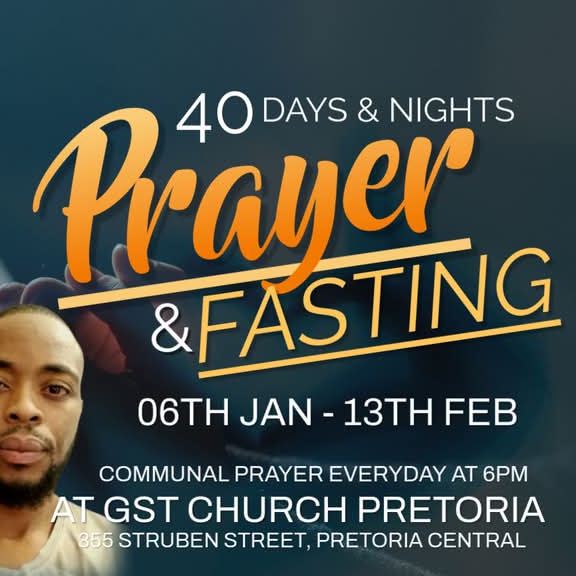 40 DAYS & NIGHTS
Prayer
& FASTING
06TH JAN - 13TH FEB
COMMUNAL PRAYER EVERYDAY AT 6PM
AT GST CHURCH PRETORIA
355 STRUBEN STREET, PRETORIA CENTRAL